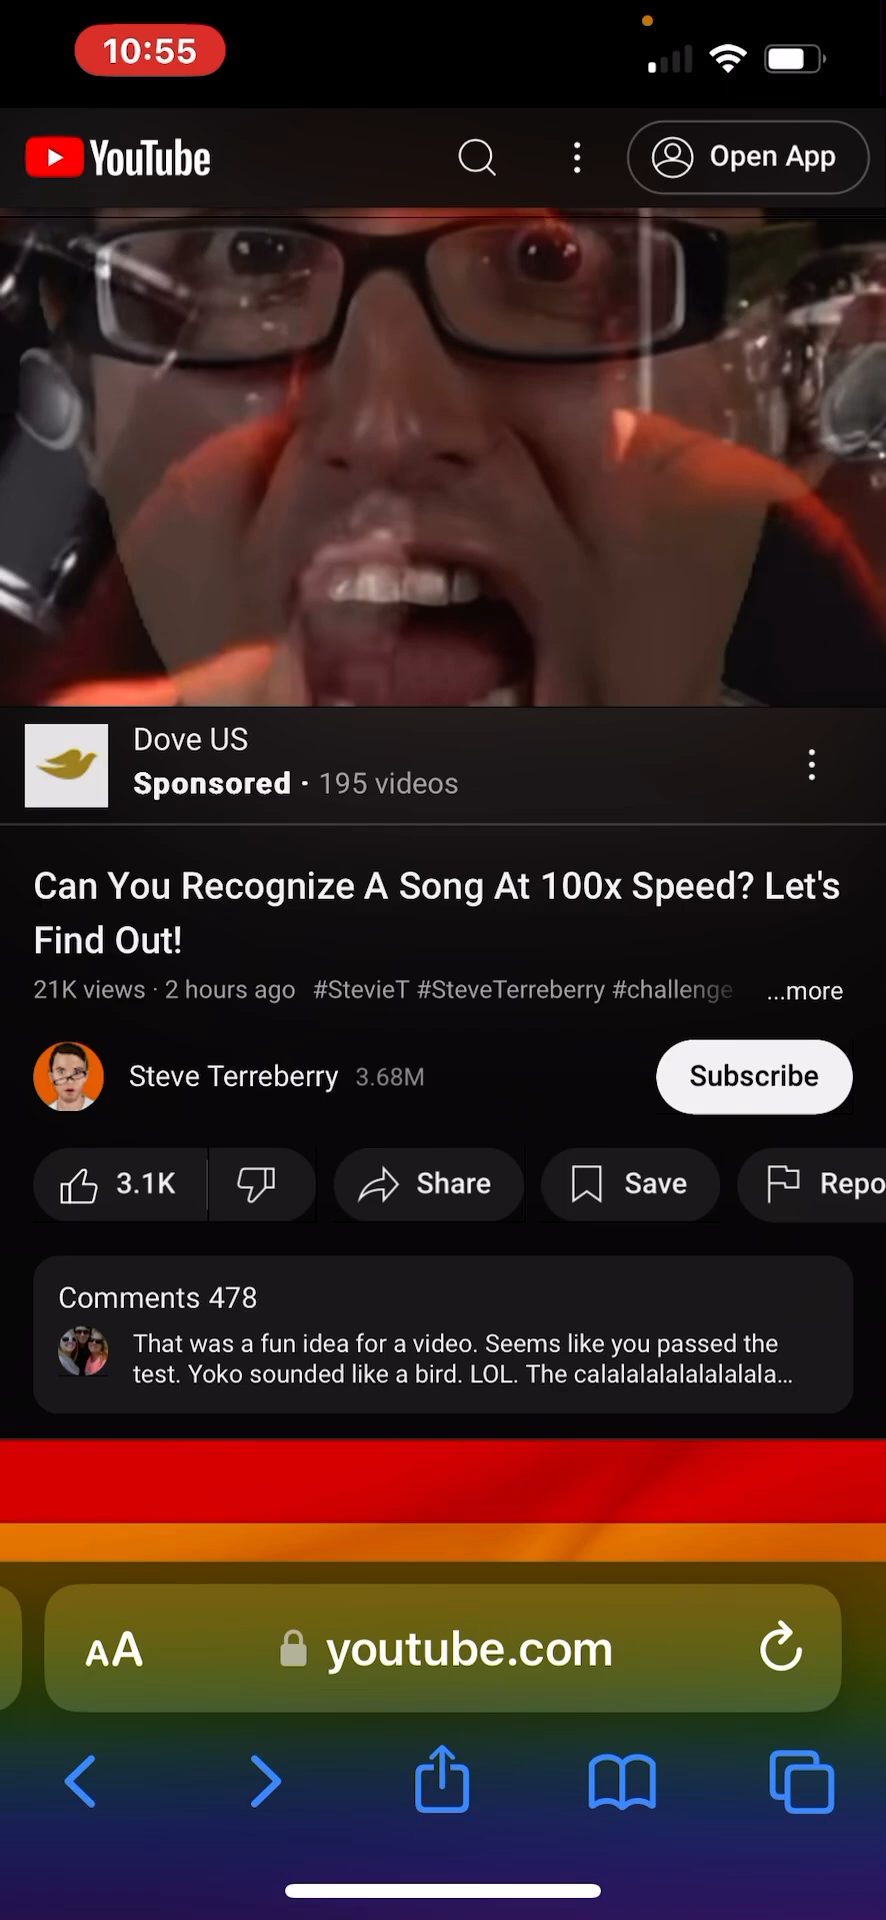 10:55
YouTube
Open App
Dove US
Sponsored · 195 videos
Can You Recognize A Song At 100x Speed? Let's
Find Out!
21K views · 2 hours ago #StevieT #SteveTerreberry #challenge ...more
Steve Terreberry 3.68M
Subscribe
3.1K
Share
Save
Repo
Comments 478
That was a fun idea for a video. Seems like you passed the
test. Yoko sounded like a bird. LOL. The calalalalalalalala...
AA
youtube.com